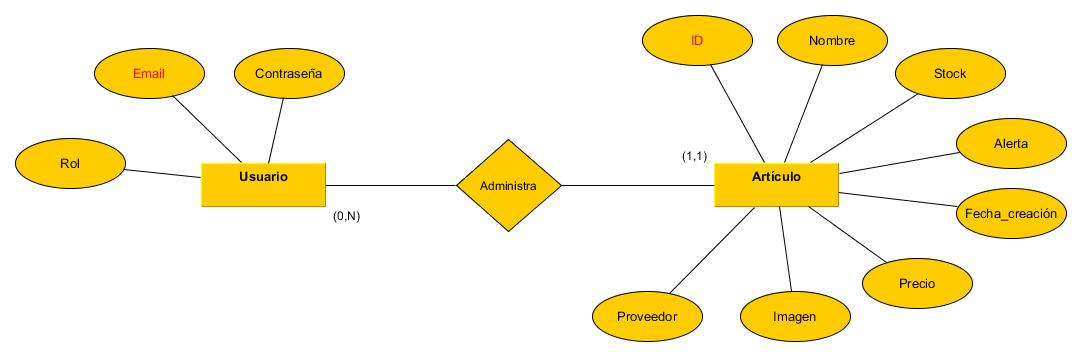 ID
Nombre
Email
Contraseña
Stock
Alerta
Rol
(1,1)
Usuario
Artículo
Administra
(0,N)
Fecha_creación
Precio
Proveedor
Imagen